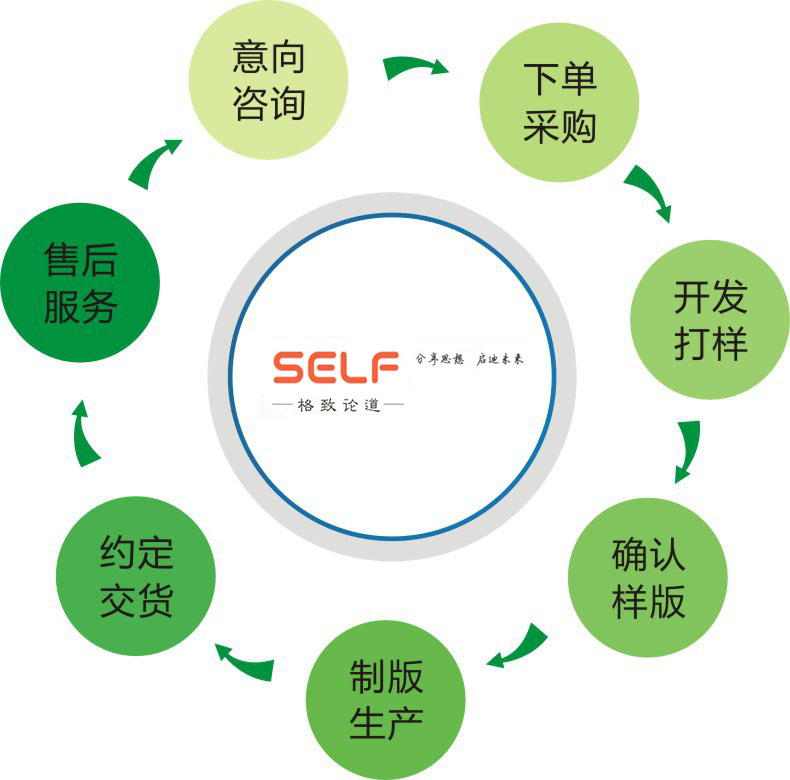 意向
咨询
下单
采购
开发
打样
确认
样版
制版
生产
约定
交货
售后
服务
SELF
分享思想 启迪未来
格致论道